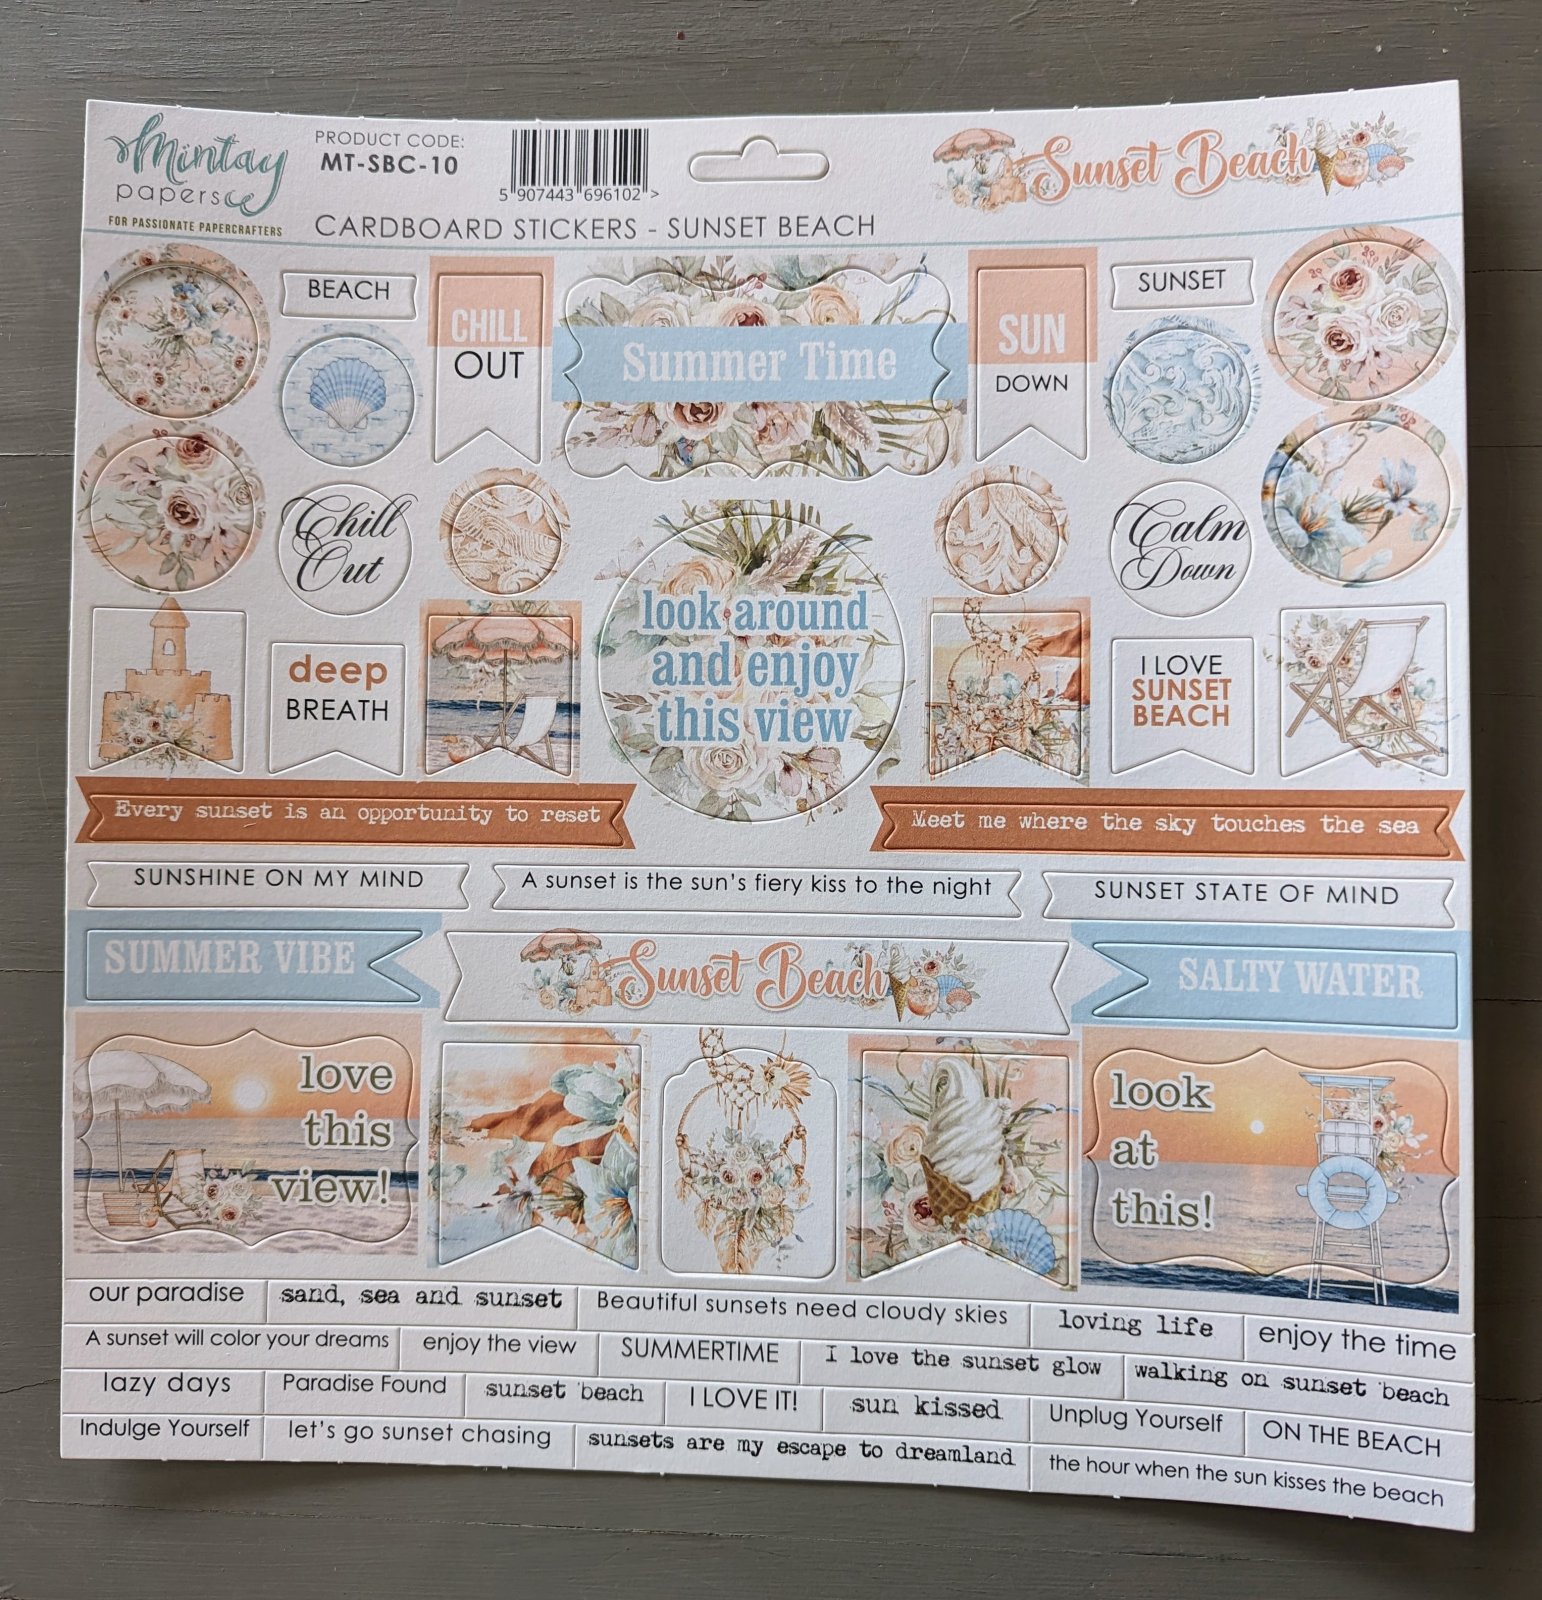 Mintay
papers
FOR PASSIONATE PAPERCRAFTERS
PRODUCT CODE:
MT-SBC-10
5 907443 696102 >
CARDBOARD STICKERS - SUNSET BEACH
Sunset Beach
BEACH
CHILL
OUT
Summer Time
SUN
DOWN
SUNSET
Chill
Out
Calm
Down
deep
BREATH
look around
and enjoy
this view
I LOVE
SUNSET
BEACH
Every sunset is an opportunity to reset
Meet me where the sky touches the sea
SUNSHINE ON MY MIND
A sunset is the sun's fiery kiss to the night
SUNSET STATE OF MIND
SUMMER VIBE
Sunset Beach
SALTY WATER
love
this
view!
look
at
this!
our paradise
sand, sea and sunset
Beautiful sunsets need cloudy skies
loving life
enjoy the time
A sunset will color your dreams
enjoy the view
SUMMERTIME
I love the sunset glow
walking on sunset beach
lazy days
Paradise Found
sunset beach
I LOVE IT!
sun kissed
Unplug Yourself
ON THE BEACH
Indulge Yourself
let's go sunset chasing
sunsets are my escape to dreamland
the hour when the sun kisses the beach